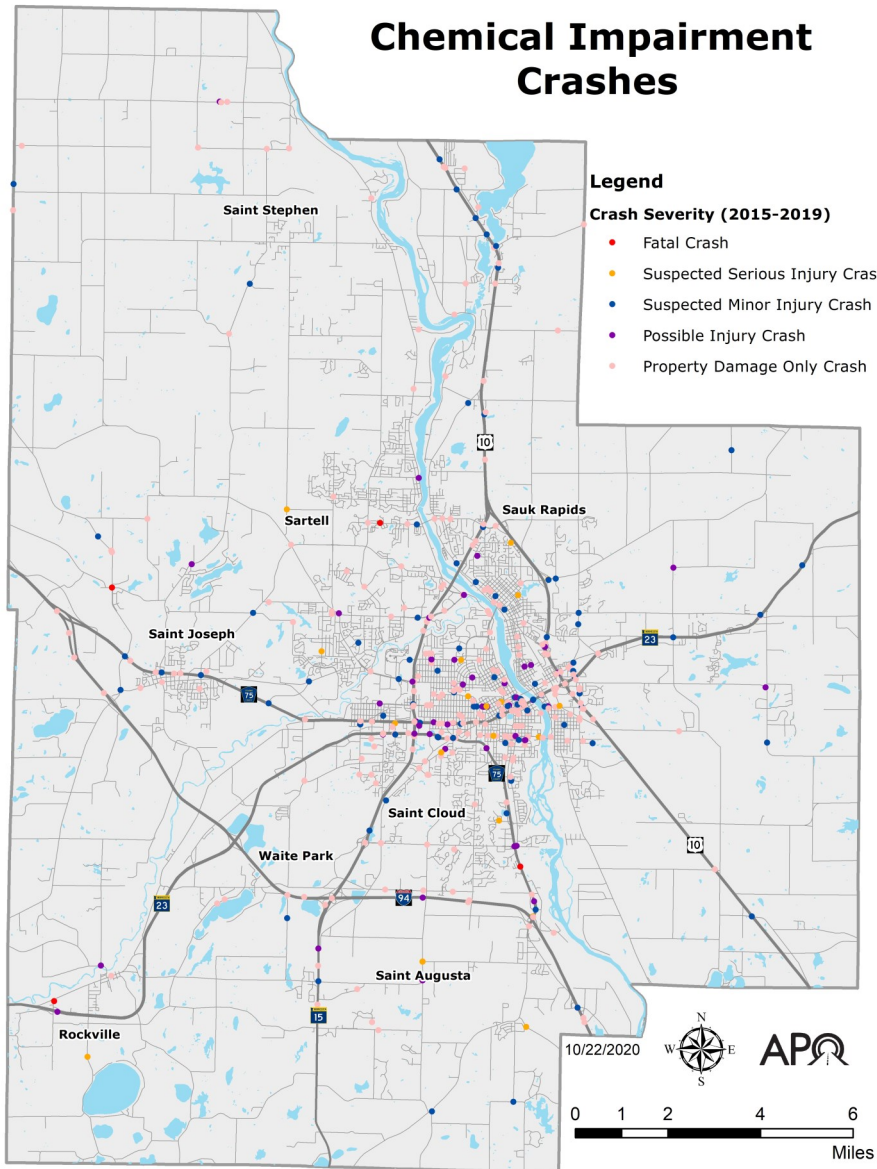 Chemical Impairment
Crashes
Legend
Crash Severity (2015-2019)
Fatal Crash
Suspected Serious Injury Cras
Suspected Minor Injury Crash
Possible Injury Crash
Property Damage Only Crash
Saint Stephen
10
Sartell
Sauk Rapids
Saint Joseph
23
75
75
Saint Cloud
Waite Park
10
94
23
Saint Augusta
15
Rockville
10/22/2020
N
W
E
S
APO
0 1 2 4 6
Miles